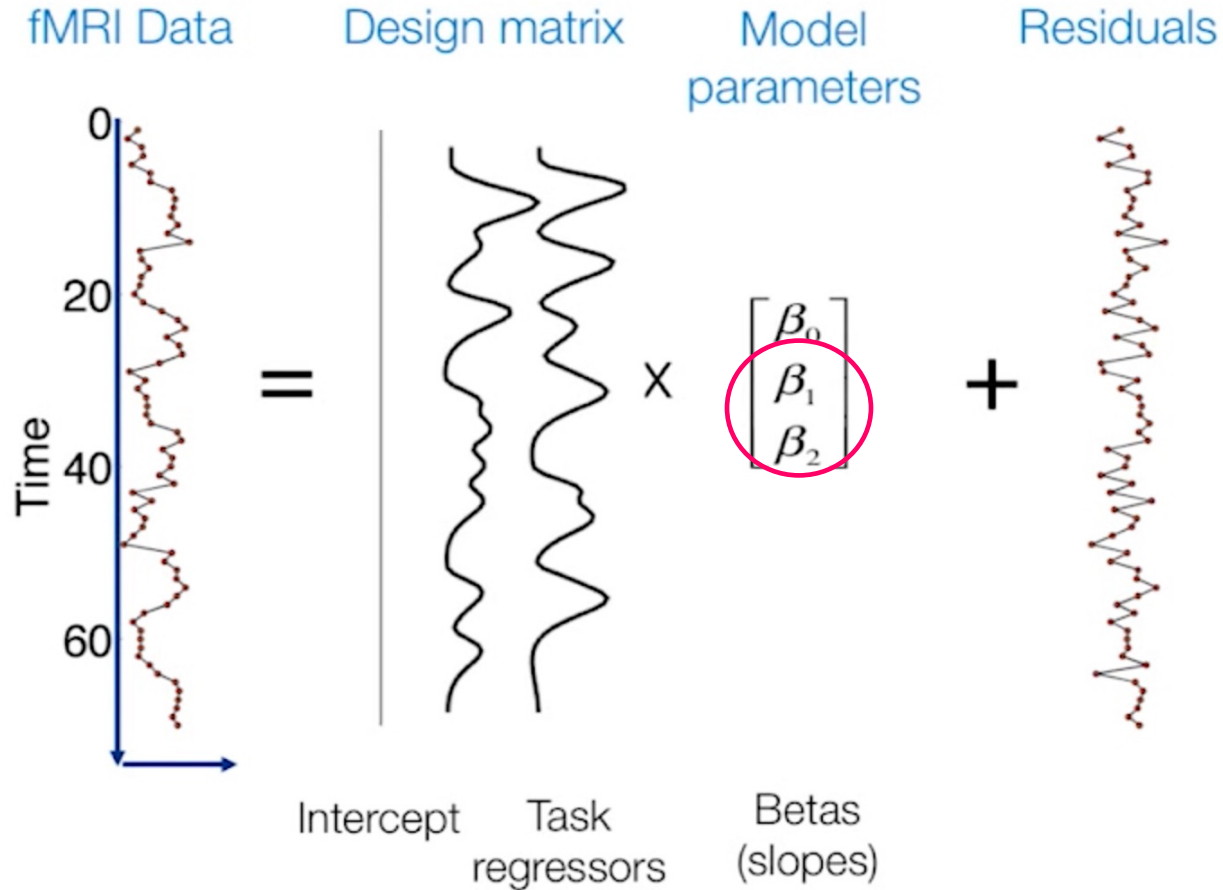 fMRI Data
Design matrix
Model
parameters
Residuals
0
20
40
60
Time
=
β₀
β₁
β₂
x
+
Intercept
Task
regressors
Betas
(slopes)